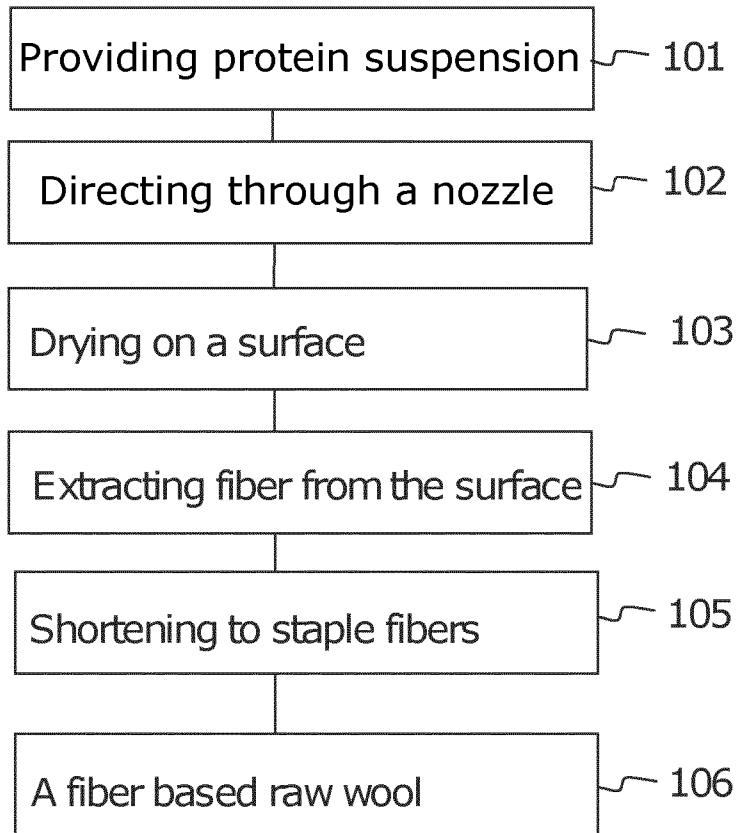 Providing protein suspension 101
Directing through a nozzle 102
Drying on a surface 103
Extracting fiber from the surface 104
Shortening to staple fibers 105
A fiber based raw wool 106